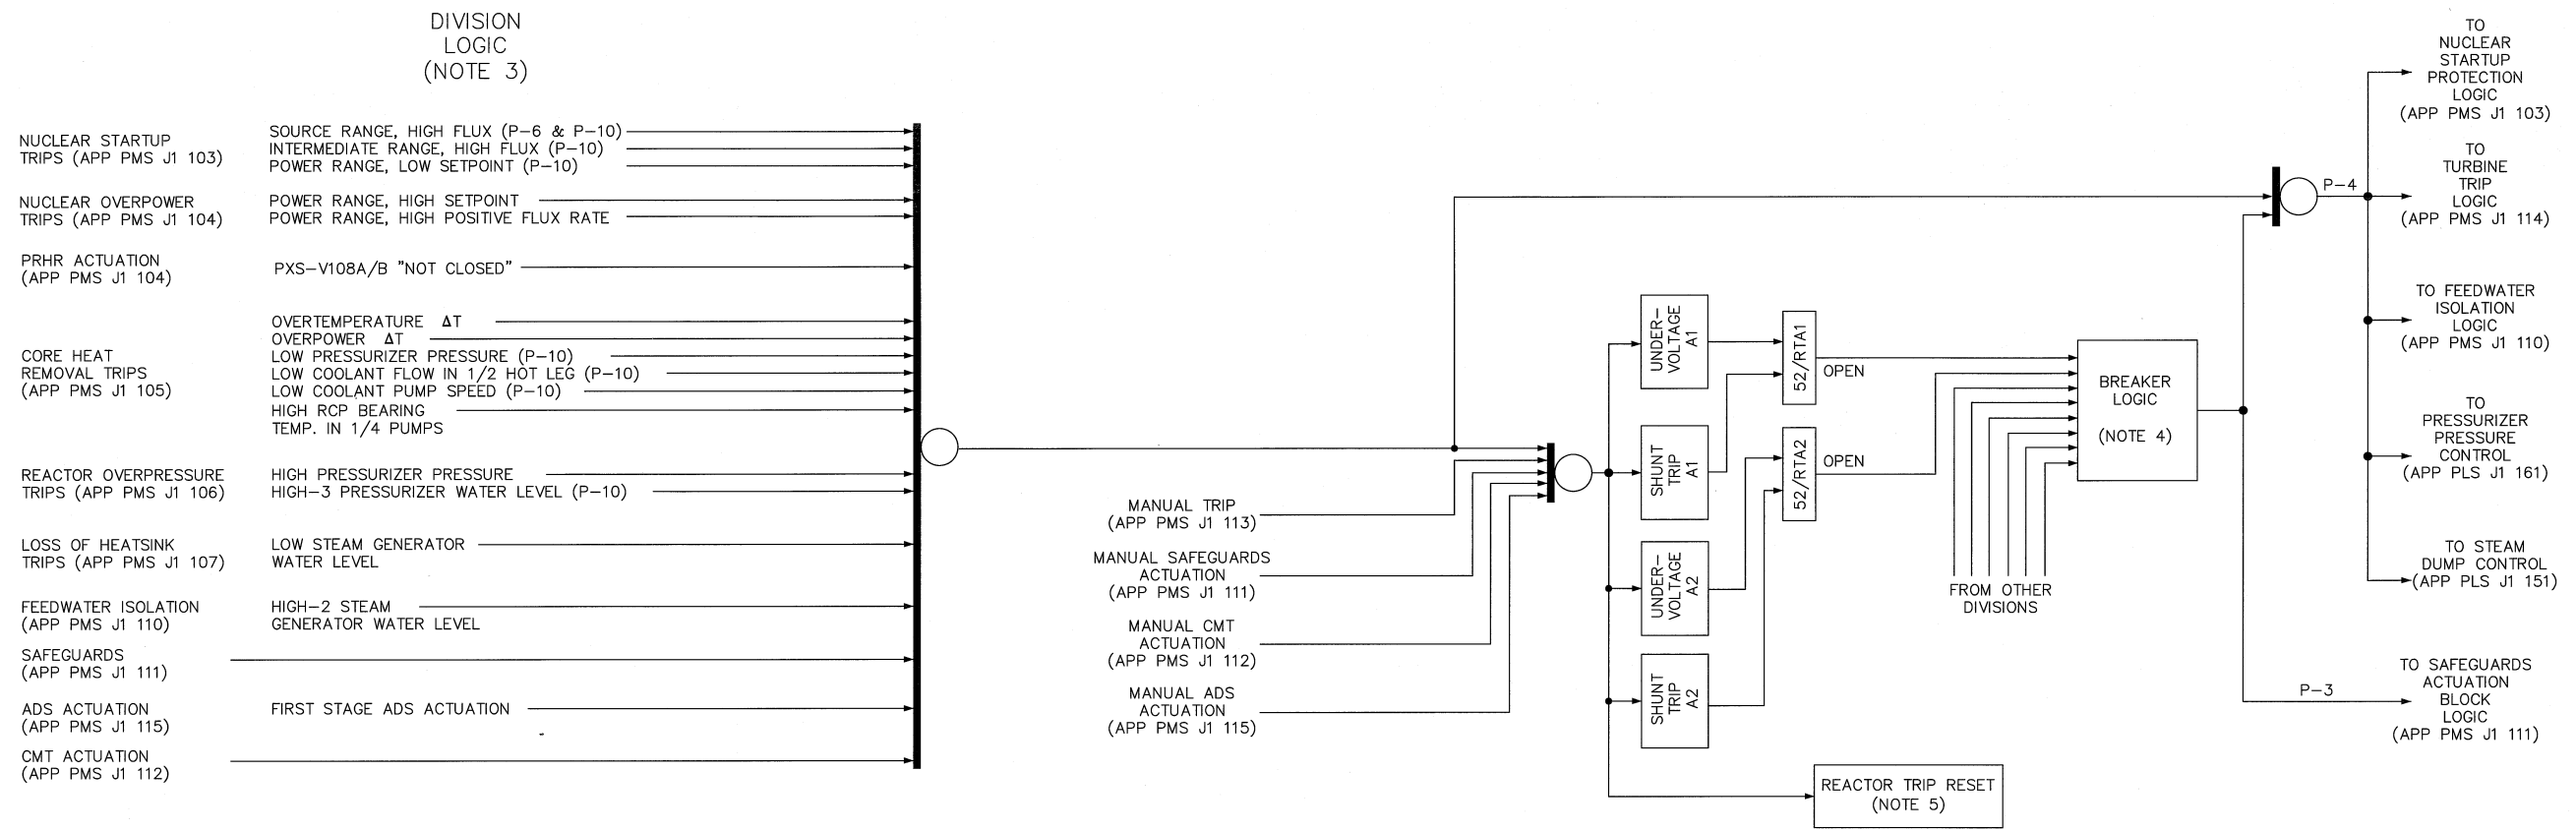 DIVISION
LOGIC
(NOTE 3)
NUCLEAR STARTUP
TRIPS (APP PMS J1 103)
SOURCE RANGE, HIGH FLUX (P-6 & P-10)
INTERMEDIATE RANGE, HIGH FLUX (P-10)
POWER RANGE, LOW SETPOINT (P-10)
NUCLEAR OVERPOWER
TRIPS (APP PMS J1 104)
POWER RANGE, HIGH SETPOINT
POWER RANGE, HIGH POSITIVE FLUX RATE
PRHR ACTUATION
(APP PMS J1 104)
PXS-V108A/B "NOT CLOSED"
CORE HEAT
REMOVAL TRIPS
(APP PMS J1 105)
OVERTEMPERATURE ΔT
OVERPOWER ΔT
LOW PRESSURIZER PRESSURE (P-10)
LOW COOLANT FLOW IN 1/2 HOT LEG (P-10)
LOW COOLANT PUMP SPEED (P-10)
HIGH RCP BEARING
TEMP. IN 1/4 PUMPS
REACTOR OVERPRESSURE
TRIPS (APP PMS J1 106)
HIGH PRESSURIZER PRESSURE
HIGH-3 PRESSURIZER WATER LEVEL (P-10)
LOSS OF HEATSINK
TRIPS (APP PMS J1 107)
LOW STEAM GENERATOR
WATER LEVEL
FEEDWATER ISOLATION
(APP PMS J1 110)
HIGH-2 STEAM
GENERATOR WATER LEVEL
SAFEGUARDS
(APP PMS J1 111)
ADS ACTUATION
(APP PMS J1 115)
FIRST STAGE ADS ACTUATION
CMT ACTUATION
(APP PMS J1 112)
MANUAL TRIP
(APP PMS J1 113)
MANUAL SAFEGUARDS
ACTUATION
(APP PMS J1 111)
MANUAL CMT
ACTUATION
(APP PMS J1 112)
MANUAL ADS
ACTUATION
(APP PMS J1 115)
UNDER-
VOLTAGE
A1
SHUNT
TRIP
A1
UNDER-
VOLTAGE
A2
SHUNT
TRIP
A2
52/RTA1
OPEN
52/RTA2
OPEN
FROM OTHER
DIVISIONS
BREAKER
LOGIC
(NOTE 4)
REACTOR TRIP RESET
(NOTE 5)
P-4
P-3
TO
NUCLEAR
STARTUP
PROTECTION
LOGIC
(APP PMS J1 103)
TO
TURBINE
TRIP
LOGIC
(APP PMS J1 114)
TO FEEDWATER
ISOLATION
LOGIC
(APP PMS J1 110)
TO
PRESSURIZER
PRESSURE
CONTROL
(APP PLS J1 161)
TO STEAM
DUMP CONTROL
(APP PLS J1 151)
TO SAFEGUARDS
ACTUATION
BLOCK
LOGIC
(APP PMS J1 111)